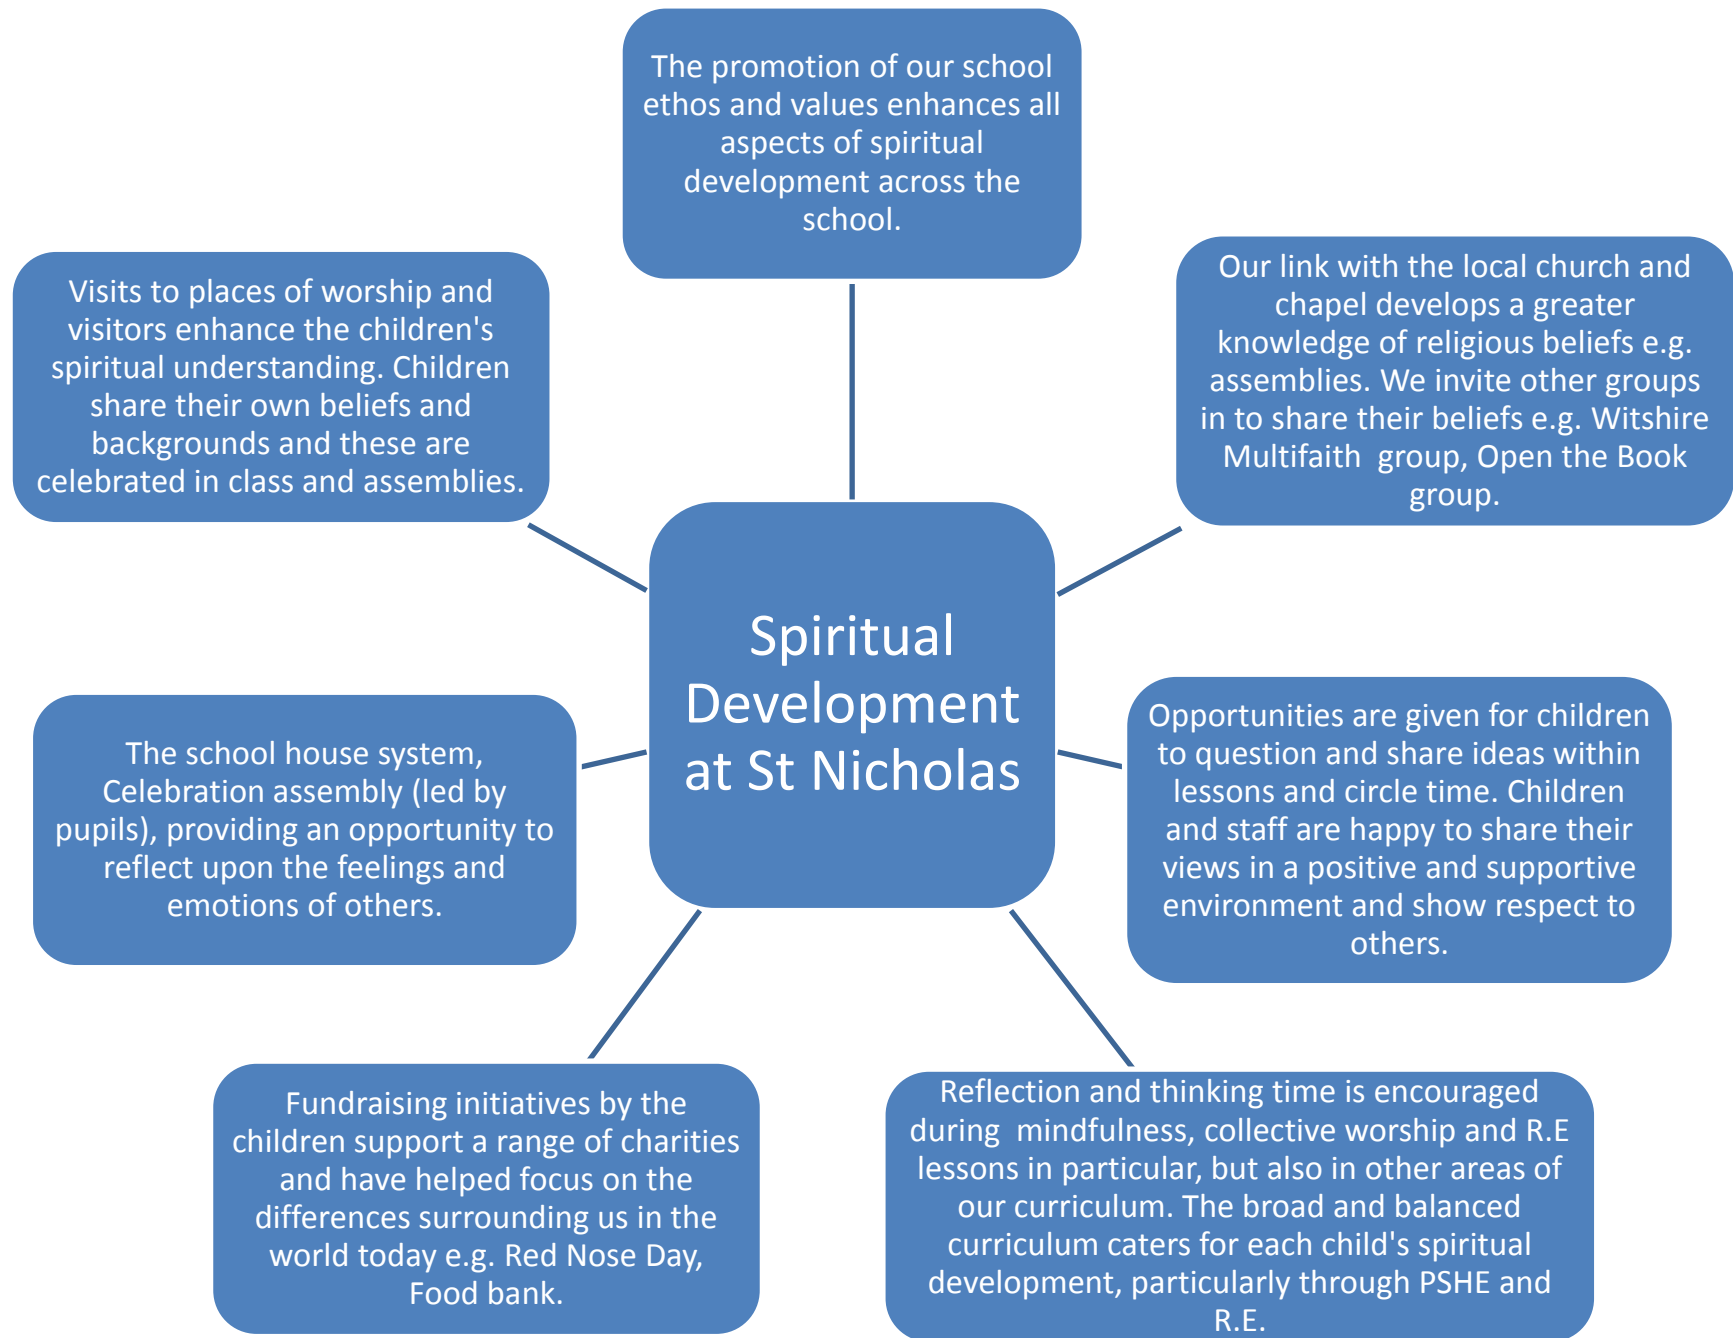 The promotion of our school
ethos and values enhances all
aspects of spiritual
development across the
school.
Our link with the local church and
chapel develops a greater
knowledge of religious beliefs e.g.
assemblies. We invite other groups
in to share their beliefs e.g. Witshire
Multifaith  group, Open the Book
group.
Opportunities are given for children
to question and share ideas within
lessons and circle time. Children
and staff are happy to share their
views in a positive and supportive
environment and show respect to
others.
Reflection and thinking time is encouraged
during  mindfulness, collective worship and R.E
lessons in particular, but also in other areas of
our curriculum. The broad and balanced
curriculum caters for each child's spiritual
development, particularly through PSHE and
R.E.
Fundraising initiatives by the
children support a range of charities
and have helped focus on the
differences surrounding us in the
world today e.g. Red Nose Day,
Food bank.
The school house system,
Celebration assembly (led by
pupils), providing an opportunity to
reflect upon the feelings and
emotions of others.
Visits to places of worship and
visitors enhance the children's
spiritual understanding. Children
share their own beliefs and
backgrounds and these are
celebrated in class and assemblies.
Spiritual
Development
at St Nicholas